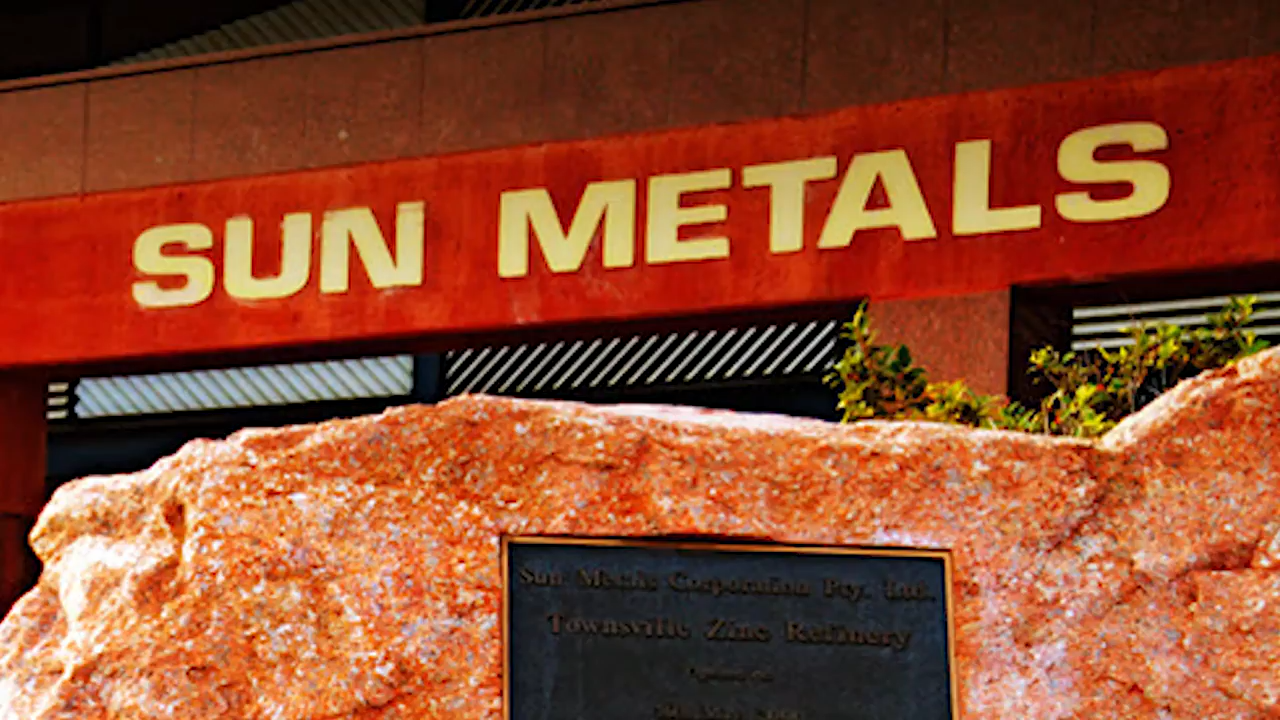 SUN METALS
Sun Metals Corporation Pty. Ltd.
Townsville Zinc Refinery